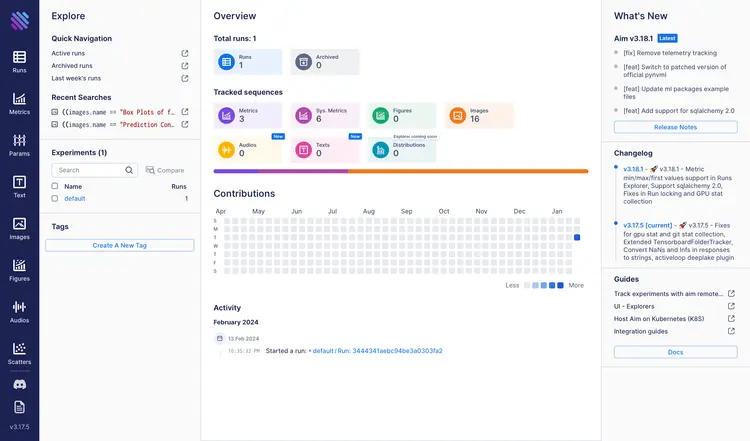 Runs
Metrics
Params
Text
Images
Figures
Audios
Scatters
v3.17.5
Explore
Quick Navigation
Active runs
Archived runs
Last week's runs
Recent Searches
((images.name == "Box Plots of f...
((images.name == "Prediction Con...
Experiments (1)
Search
Compare
Name Runs
default 1
Tags
Create A New Tag
Overview
Total runs: 1
Runs
1
Archived
0
Tracked sequences
Metrics
3
Sys. Metrics
6
Figures
0
Images
16
New
Audios
0
New
Texts
0
Explorer coming soon
Distributions
0
Contributions
Apr May Jun Jul Aug Sep Oct Nov Dec Jan
S
M
T
W
T
F
S
Less More
Activity
February 2024
13 Feb 2024
10:35:32 PM Started a run: • default / Run: 3444341aebc94be3a0303fa2
What's New
Aim v3.18.1 Latest
[fix] Remove telemetry tracking
[feat] Switch to patched version of
official pynvml
[feat] Update ml packages example
files
[feat] Add support for sqlalchemy 2.0
Release Notes
Changelog
v3.18.1 - 🚀 v3.18.1 - Metric
min/max/first values support in Runs
Explorer, Support sqlalchemy 2.0,
Fixes in Run locking and GPU stat
collection
v3.17.5 [current] - 🚀 v3.17.5 - Fixes
for gpu stat and git stat collection,
Extended TensorboardFolderTracker,
Convert NaNs and Infs in responses
to strings, activeloop deeplake plugin
Guides
Track experiments with aim remote...
UI - Explorers
Host Aim on Kubernetes (K8S)
Integration guides
Docs